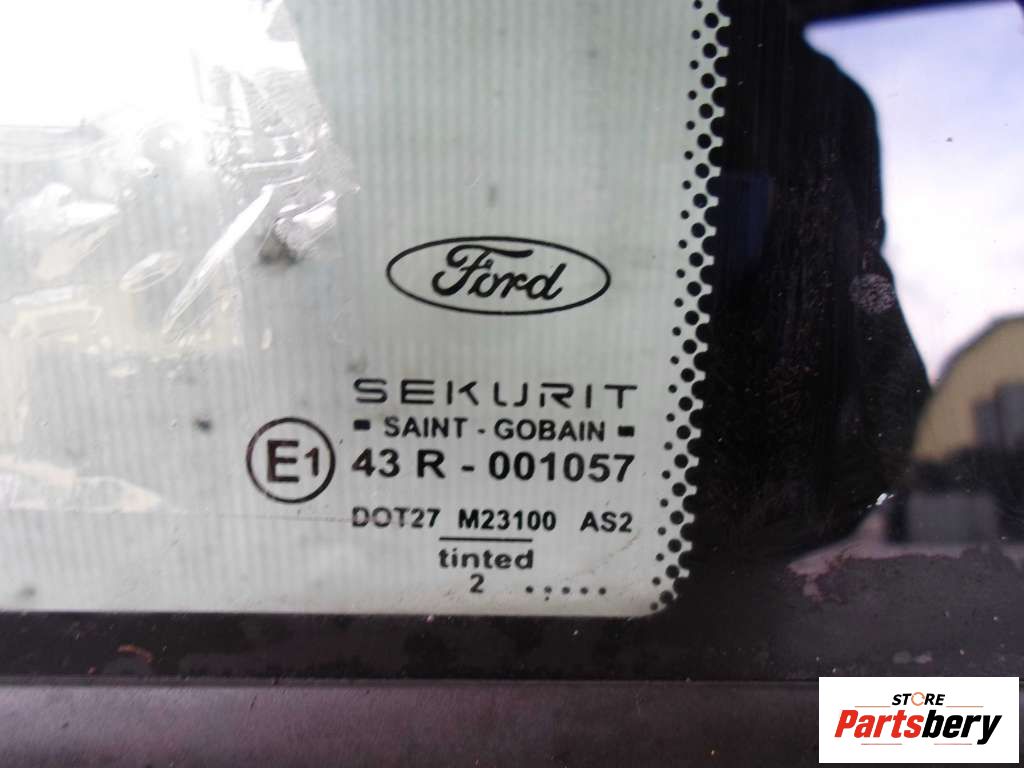 Ford
SEKURIT
SAINT - GOBAIN
E1 43 R - 001057
DOT27 M23100 AS2
tinted
2 .....
STORE
Partsbery